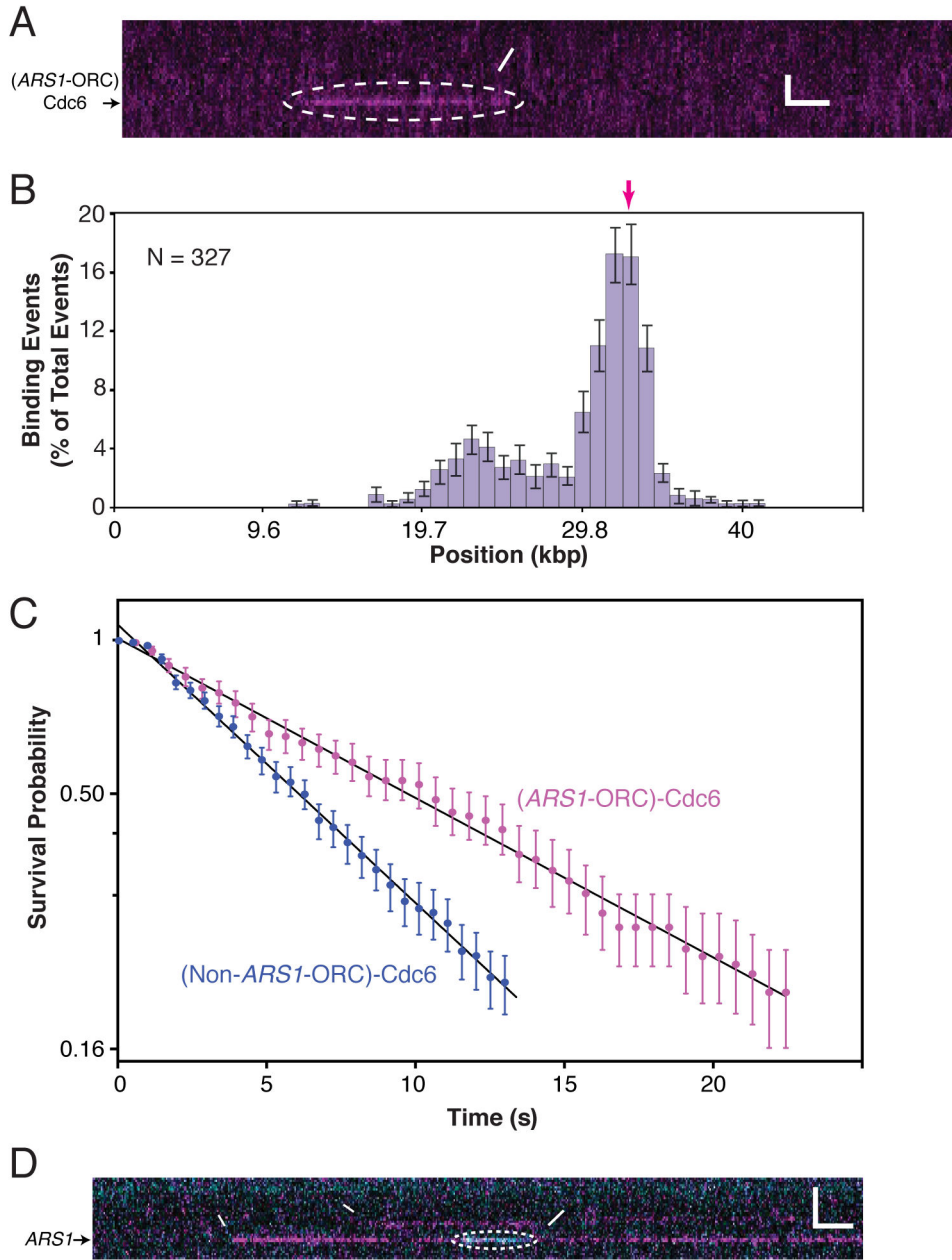 A
(ARS1-ORC)
Cdc6
B
N = 327
20
16
12
8
4
0
Binding Events
(% of Total Events)
0
9.6
19.7
29.8
40
Position (kbp)
C
1
0.50
0.16
Survival Probability
(ARS1-ORC)-Cdc6
(Non-ARS1-ORC)-Cdc6
0
5
10
15
20
Time (s)
D
ARS1